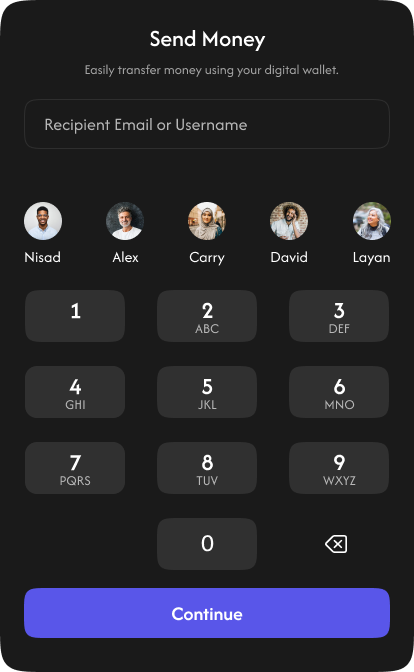 Send Money
Easily transfer money using your digital wallet.
Recipient Email or Username
Nisad Alex Carry David Layan
1 2 3
ABC DEF
4 5 6
GHI JKL MNO
7 8 9
PQRS TUV WXYZ
0
Continue